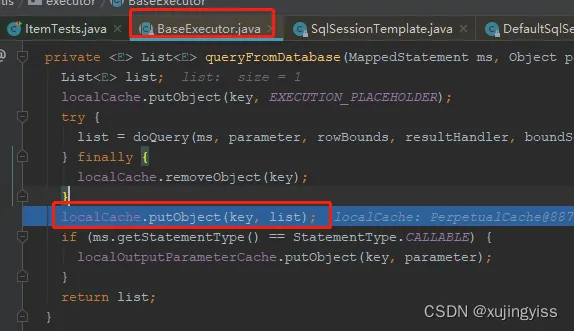 executor BaseExecutor
ItemTests.java BaseExecutor.java SqlSessionTemplate.java DefaultSqlSe
private <E> List<E> queryFromDatabase(MappedStatement ms, Object p
List<E> list; list: size = 1
localCache.putObject(key, EXECUTION_PLACEHOLDER);
try {
list = doQuery(ms, parameter, rowBounds, resultHandler, boundS
} finally {
localCache.removeObject(key);
}
localCache.putObject(key, list); localCache: PerpetualCache@887
if (ms.getStatementType() == StatementType.CALLABLE) {
localOutputParameterCache.putObject(key, parameter);
}
return list;
}
CSDN @xujingyiss